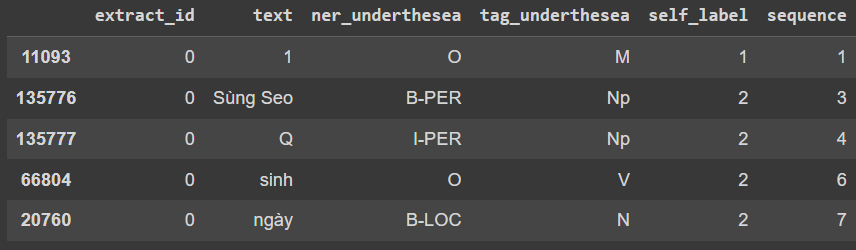 extract_id text ner_underthesea tag_underthesea self_label sequence
11093 0 1 O M 1 1
135776 0 Sùng Seo B-PER Np 2 3
135777 0 Q I-PER Np 2 4
66804 0 sinh O V 2 6
20760 0 ngày B-LOC N 2 7